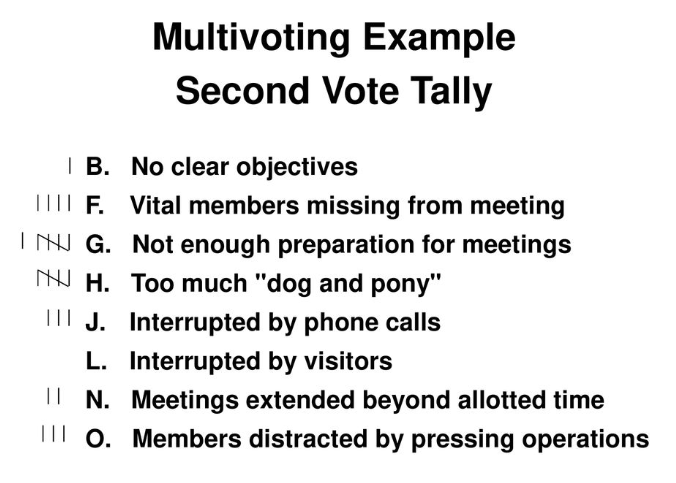 Multivoting Example
Second Vote Tally
B. No clear objectives
F. Vital members missing from meeting
G. Not enough preparation for meetings
H. Too much "dog and pony"
J. Interrupted by phone calls
L. Interrupted by visitors
N. Meetings extended beyond allotted time
O. Members distracted by pressing operations